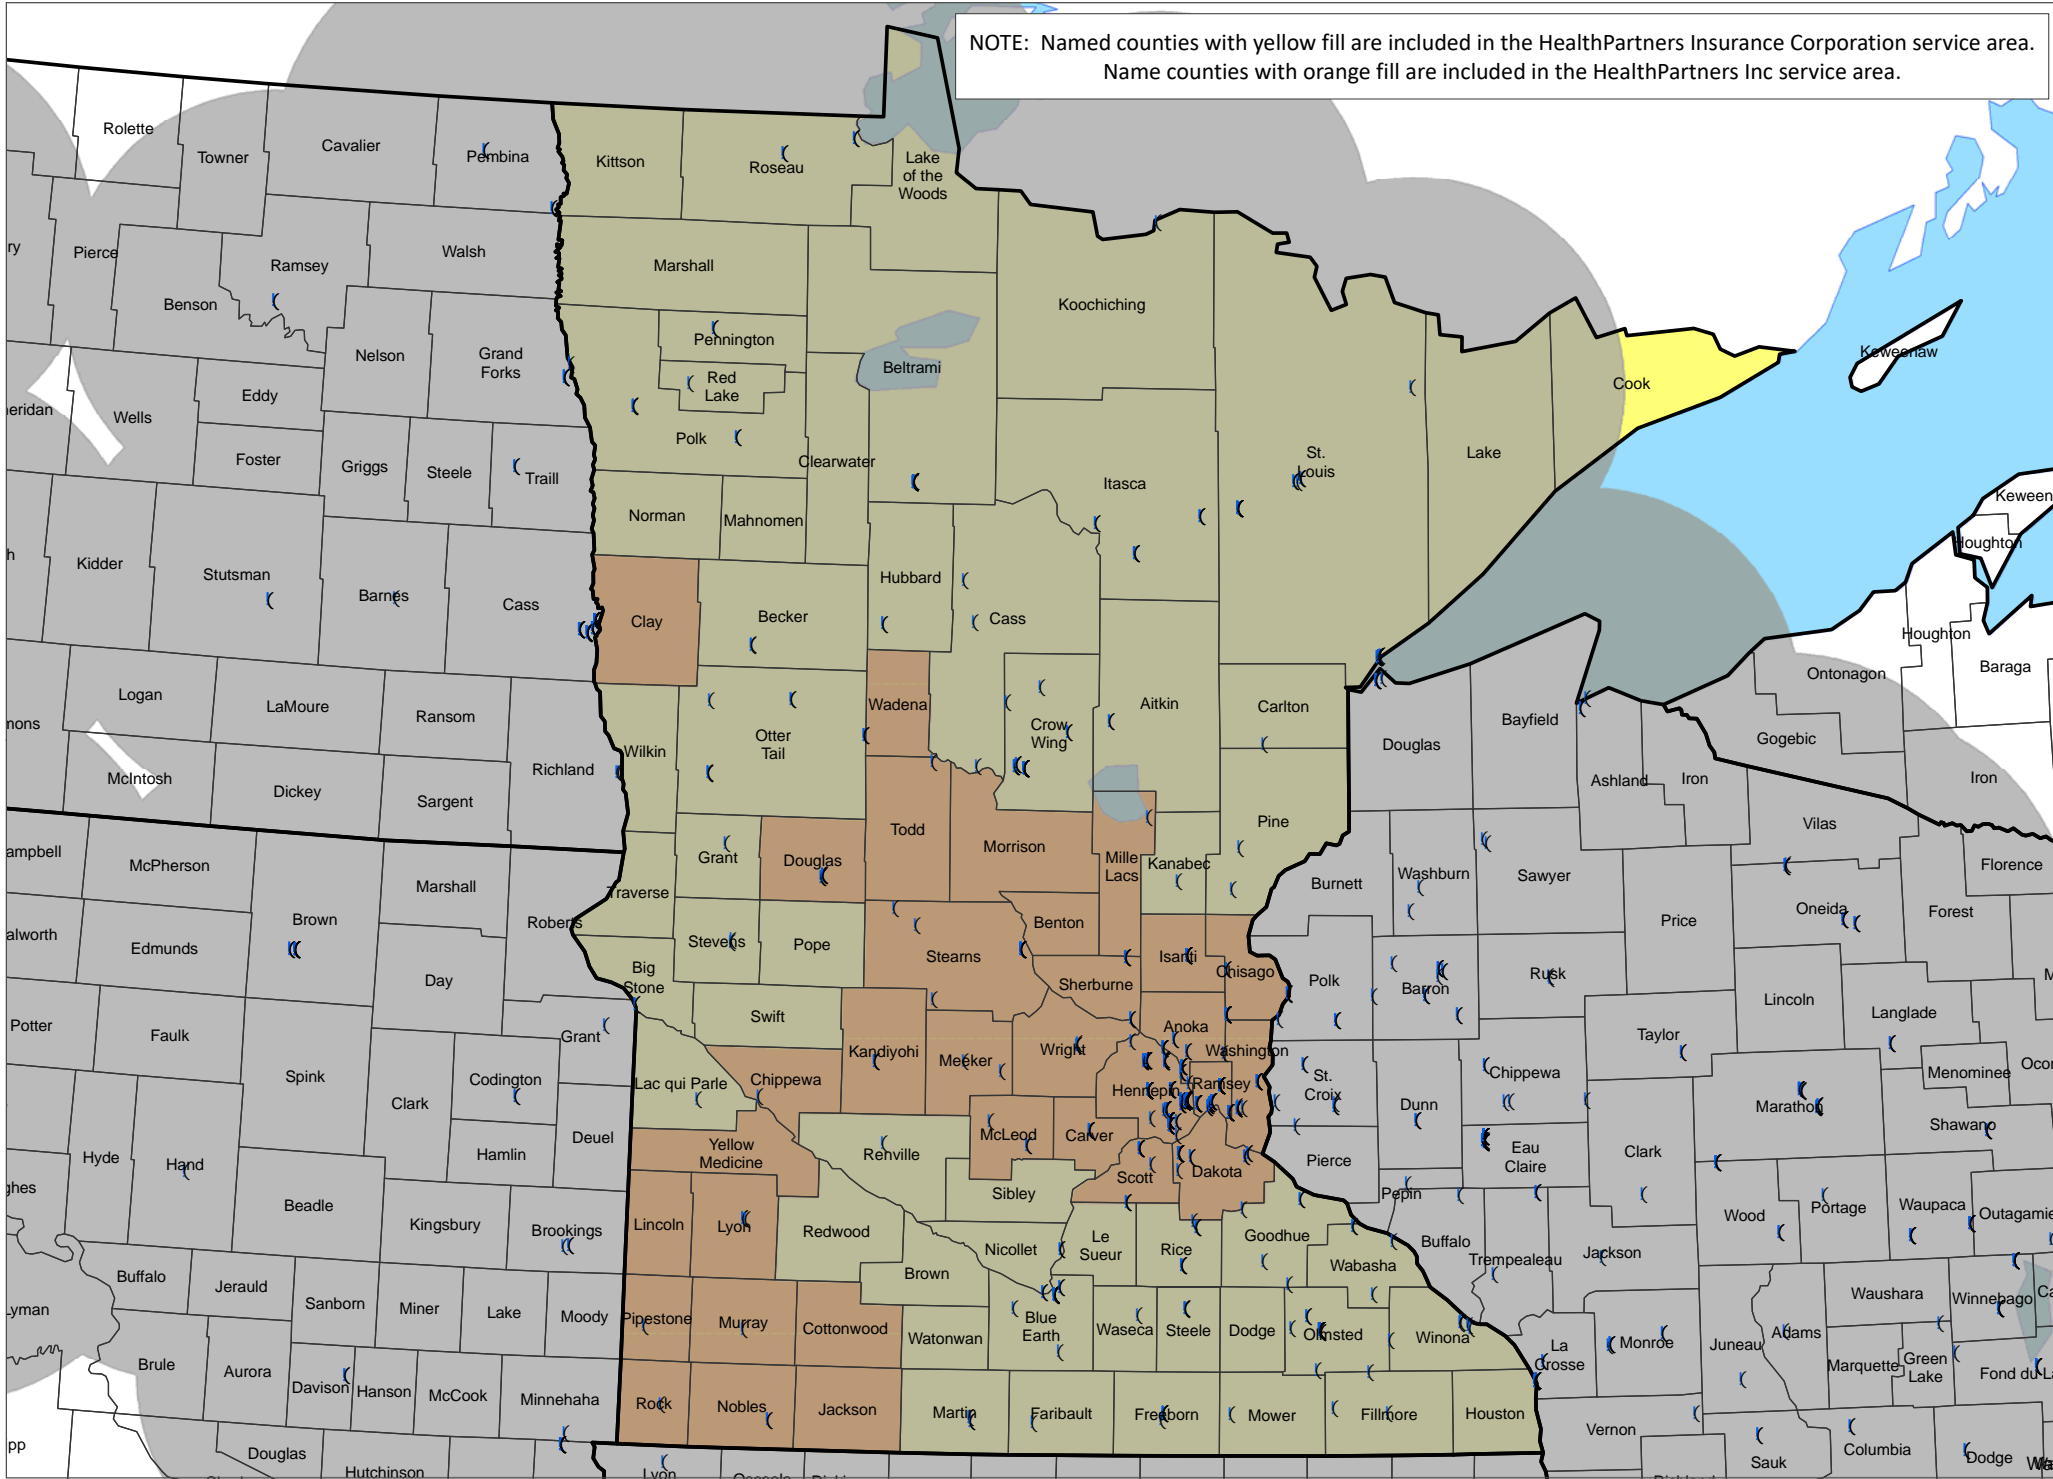 NOTE: Named counties with yellow fill are included in the HealthPartners Insurance Corporation service area.
Name counties with orange fill are included in the HealthPartners Inc service area.
Rolette
Towner
Cavalier
Pembina
Kittson
Roseau
Lake
of the
Woods
ry
Pierce
Benson
Ramsey
Walsh
Marshall
Koochiching
Nelson
Grand
Forks
Pennington
Red
Lake
Beltrami
Keweenaw
Cook
eridan
Wells
Eddy
Foster
Griggs
Steele
Traill
Polk
Clearwater
Itasca
St.
Louis
Lake
Norman
Mahnomen
Keween
Houghton
h
Kidder
Stutsman
Barnes
Cass
Clay
Becker
Hubbard
Cass
Houghton
Baraga
Ontonagon
mons
Logan
LaMoure
Ransom
Richland
Wilkin
Otter
Tail
Wadena
Crow
Wing
Aitkin
Carlton
Douglas
Bayfield
Ashland
Iron
Gogebic
Iron
McIntosh
Dickey
Sargent
ampbell
McPherson
Marshall
Roberts
Traverse
Grant
Douglas
Todd
Morrison
Mille
Lacs
Kanabec
Pine
Burnett
Washburn
Sawyer
Vilas
Florence
alworth
Edmunds
Brown
Day
Big
Stone
Stevens
Pope
Stearns
Benton
Sherburne
Isanti
Chisago
Polk
Barron
Rusk
Price
Oneida
Forest
M
Lincoln
Langlade
Potter
Faulk
Grant
Swift
Kandiyohi
Meeker
Wright
Anoka
Washington
Taylor
Spink
Clark
Codington
Lac qui Parle
Chippewa
Hennepin
Ramsey
St.
Croix
Dunn
Chippewa
Marathon
Menominee
Oco
Shawano
Hyde
Hand
Hamlin
Deuel
Yellow
Medicine
Renville
McLeod
Carver
Scott
Dakota
Pierce
Eau
Claire
Clark
ghes
Beadle
Kingsbury
Brookings
Lincoln
Lyon
Redwood
Sibley
Nicollet
Le
Sueur
Rice
Goodhue
Wabasha
Pepin
Buffalo
Trempealeau
Jackson
Wood
Portage
Waupaca
Outagamie
Buffalo
Jerauld
Sanborn
Miner
Lake
Moody
Pipestone
Murray
Cottonwood
Brown
Watonwan
Blue
Earth
Waseca
Steele
Dodge
Olmsted
Winona
La
Crosse
Monroe
Juneau
Adams
Waushara
Winnebago
Ca
Marquette
Green
Lake
Fond du La
Lyman
Brule
Aurora
Davison
Hanson
McCook
Minnehaha
Rock
Nobles
Jackson
Martin
Faribault
Freeborn
Mower
Fillmore
Houston
Vernon
pp
Douglas
Hutchinson
Lyon
Sauk
Columbia
Dodge